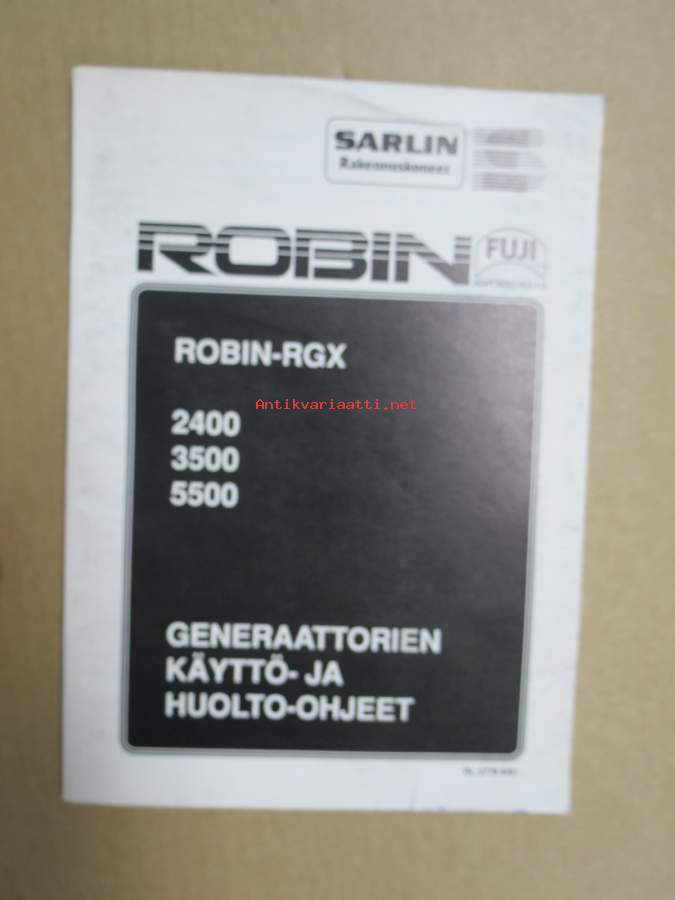 SARLIN
Rakennuskoneet
ROBIN
FUJI
ROBIN-RGX
2400
Antikvariaatti.net
3500
5500
GENERAATTORIEN
KÄYTTÖ- JA
HUOLTO-OHJEET